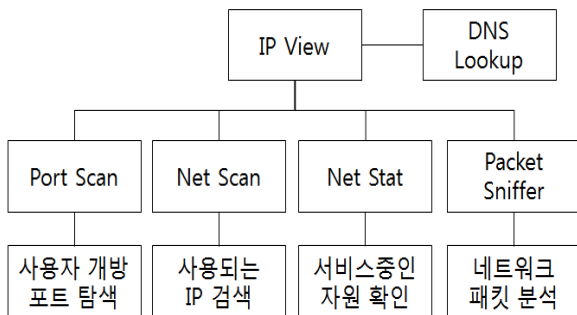 IP View
DNS
Lookup
Port Scan
Net Scan
Net Stat
Packet
Sniffer
사용자 개방
포트 탐색
사용되는
IP 검색
서비스중인
자원 확인
네트워크
패킷 분석